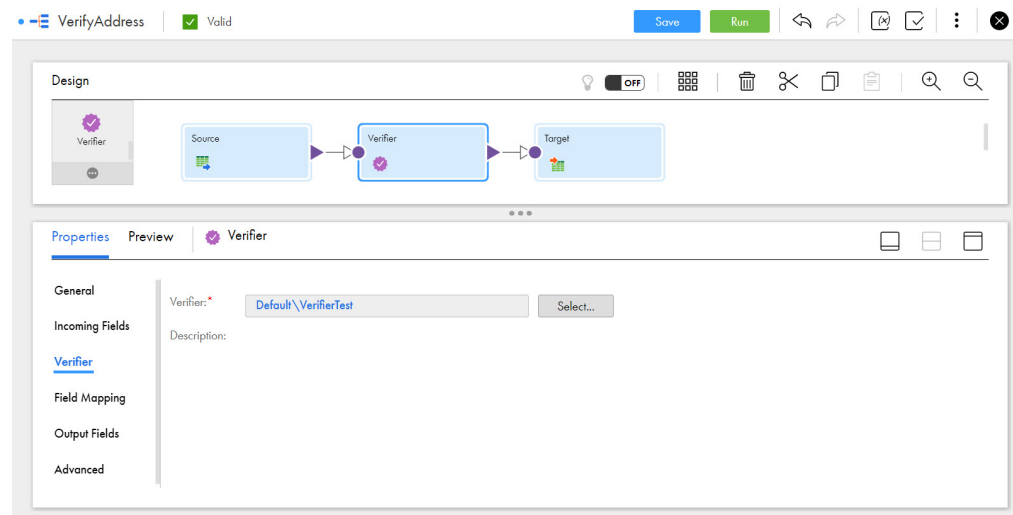 VerifyAddress
Valid
Save
Run
Design
OFF
Verifier
Source
Verifier
Target
Properties
Preview
Verifier
General
Incoming Fields
Verifier
Field Mapping
Output Fields
Advanced
Verifier:*
Default\VerifierTest
Select...
Description: